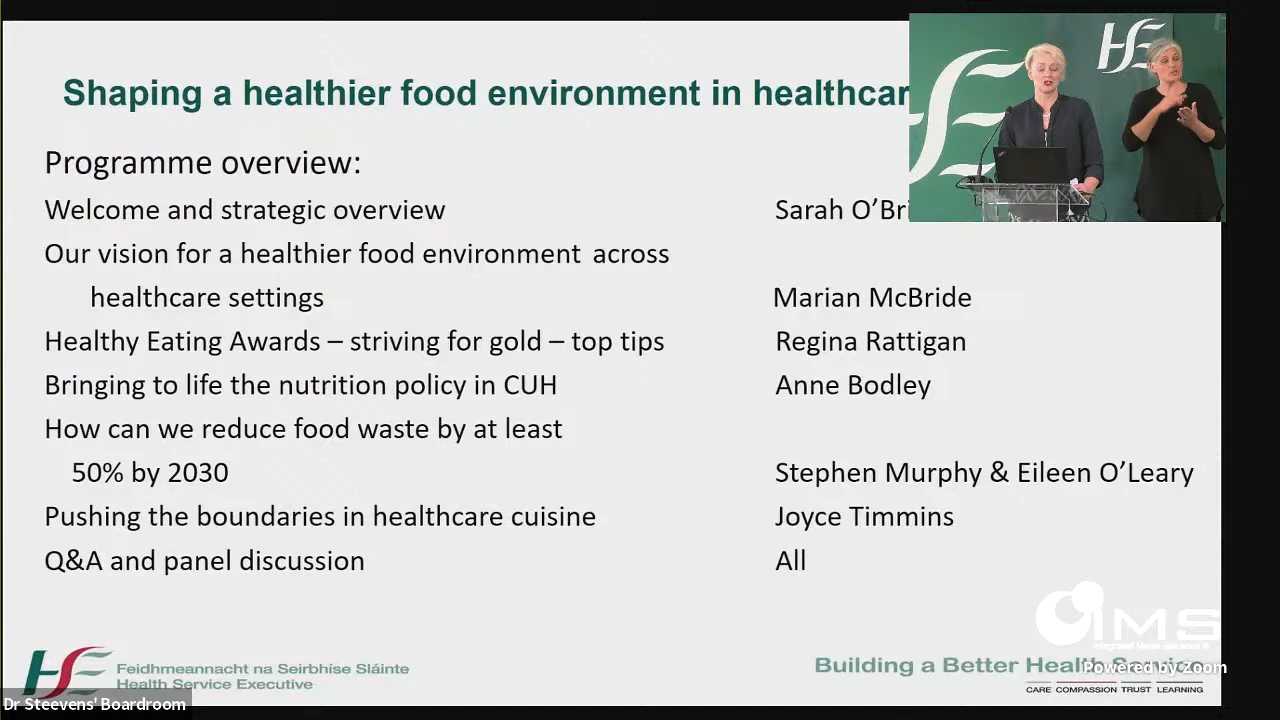 Shaping a healthier food environment in healthcar
Programme overview:
Welcome and strategic overview Sarah O’Bri
Our vision for a healthier food environment across
healthcare settings Marian McBride
Healthy Eating Awards – striving for gold – top tips Regina Rattigan
Bringing to life the nutrition policy in CUH Anne Bodley
How can we reduce food waste by at least
50% by 2030 Stephen Murphy & Eileen O’Leary
Pushing the boundaries in healthcare cuisine Joyce Timmins
Q&A and panel discussion All
HSE
IMS
Feidhmeannacht na Seirbhíse Sláinte
Health Service Executive
Building a Better Health Service
Powered by Zoom
CARE COMPASSION TRUST LEARNING
Dr Steevens' Boardroom